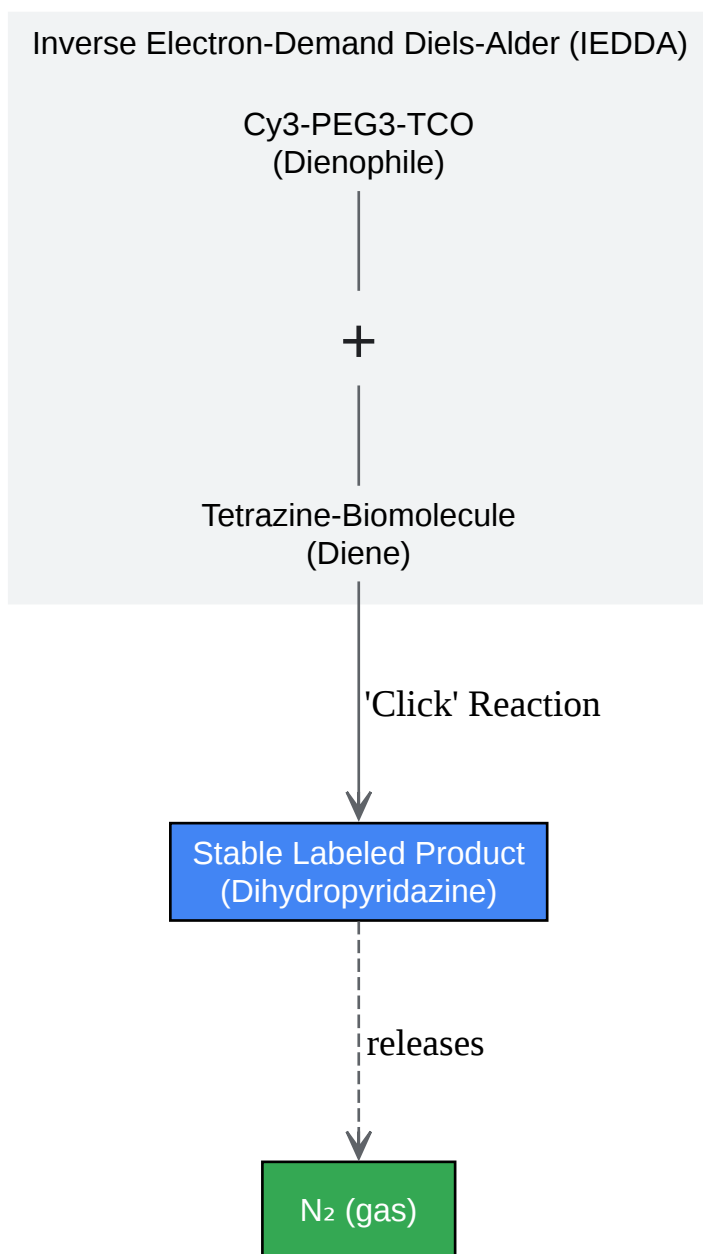 Inverse Electron-Demand Diels-Alder (IEDDA)
Cy3-PEG3-TCO
(Dienophile)
+
Tetrazine-Biomolecule
(Diene)
'Click' Reaction
Stable Labeled Product
(Dihydropyridazine)
releases
N₂ (gas)